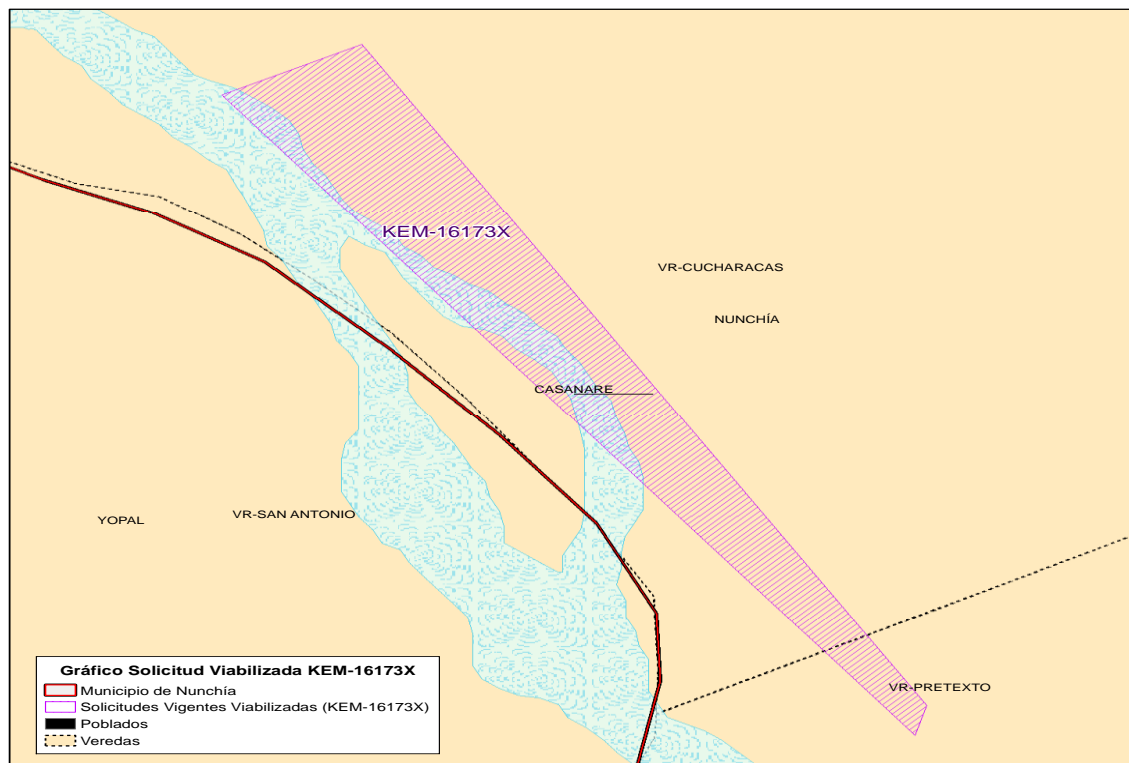 KEM-16173X
VR-CUCHARACAS
NUNCHÍA
CASANARE
YOPAL
VR-SAN ANTONIO
VR-PRETEXTO
Gráfico Solicitud Viabilizada KEM-16173X
Municipio de Nunchía
Solicitudes Vigentes Viabilizadas (KEM-16173X)
Poblados
Veredas